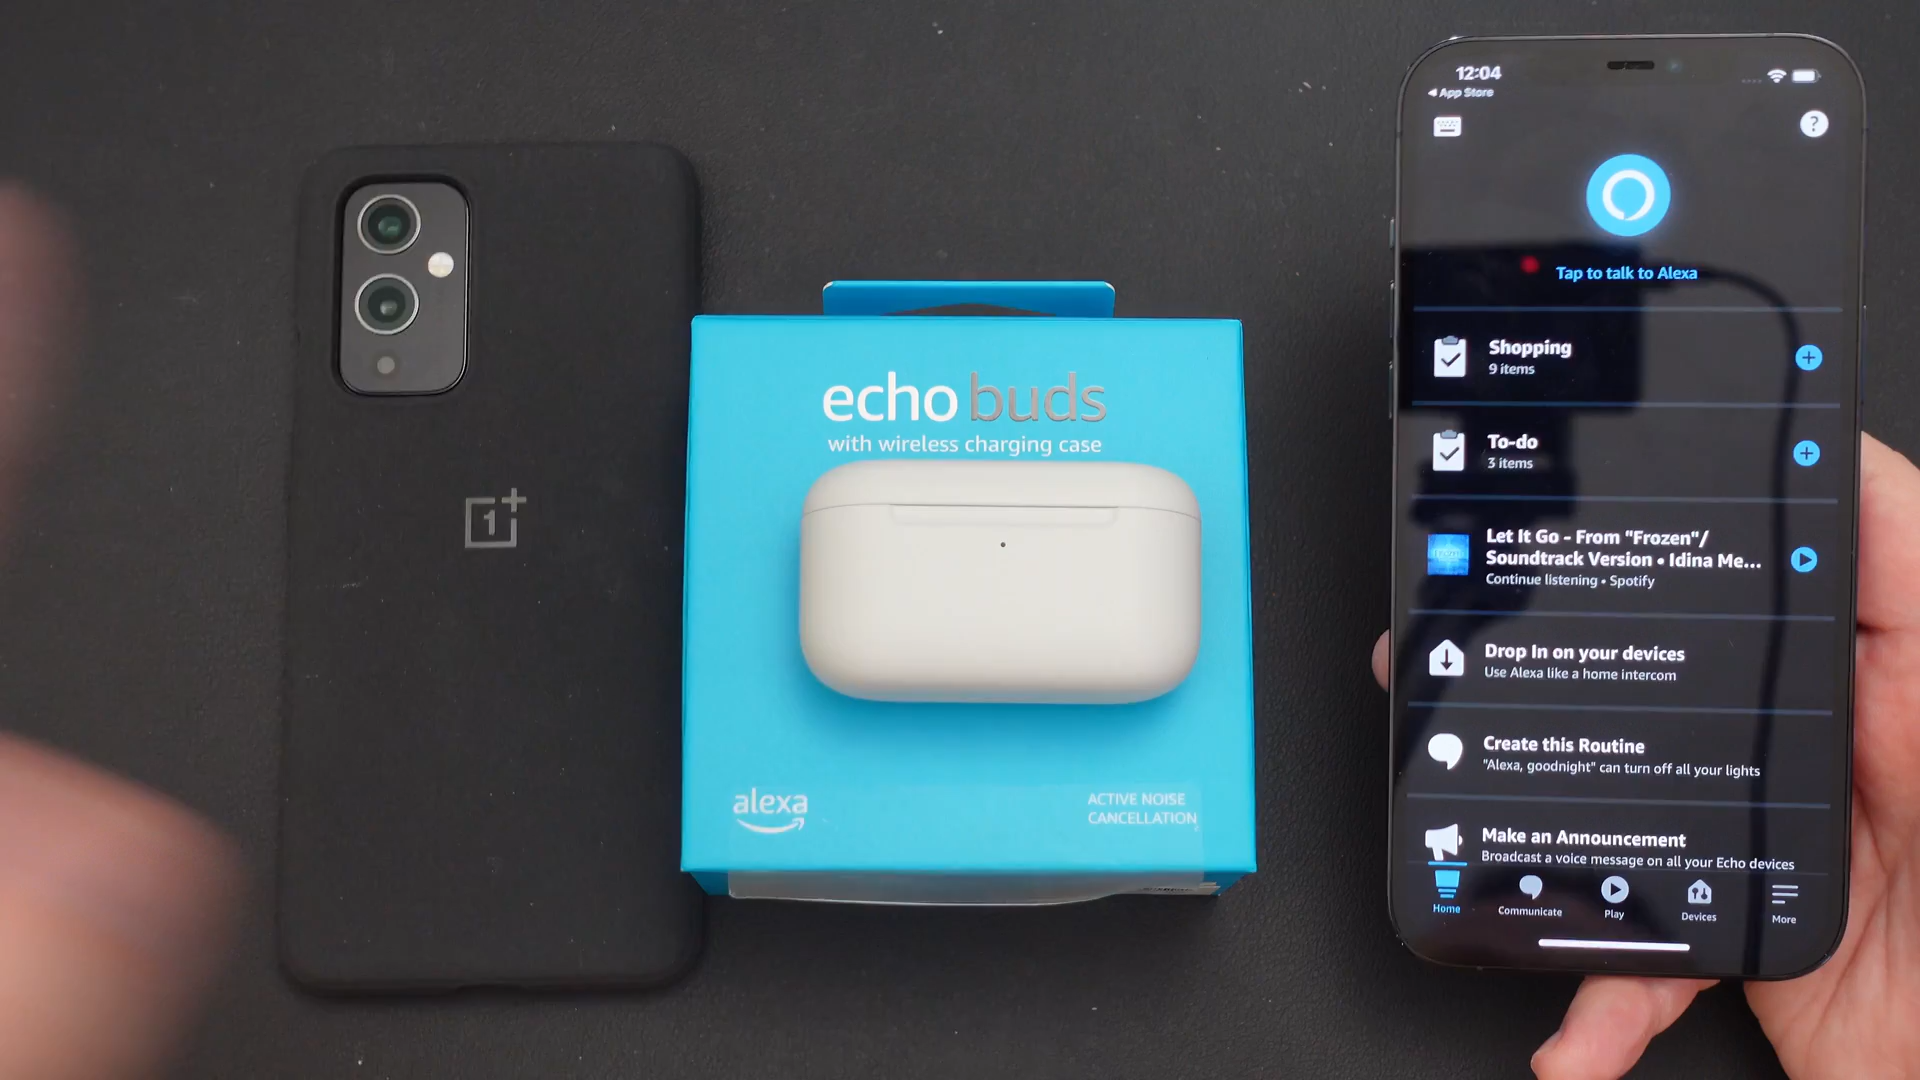 1+
echo buds
with wireless charging case
alexa
ACTIVE NOISE
CANCELLATION
12:04
App Store
?
Tap to talk to Alexa
Shopping
9 items
To-do
3 items
Let It Go - From "Frozen"/
Soundtrack Version • Idina Me...
Continue listening • Spotify
Drop In on your devices
Use Alexa like a home intercom
Create this Routine
"Alexa, goodnight" can turn off all your lights
Make an Announcement
Broadcast a voice message on all your Echo devices
Home
Communicate
Play
Devices
More